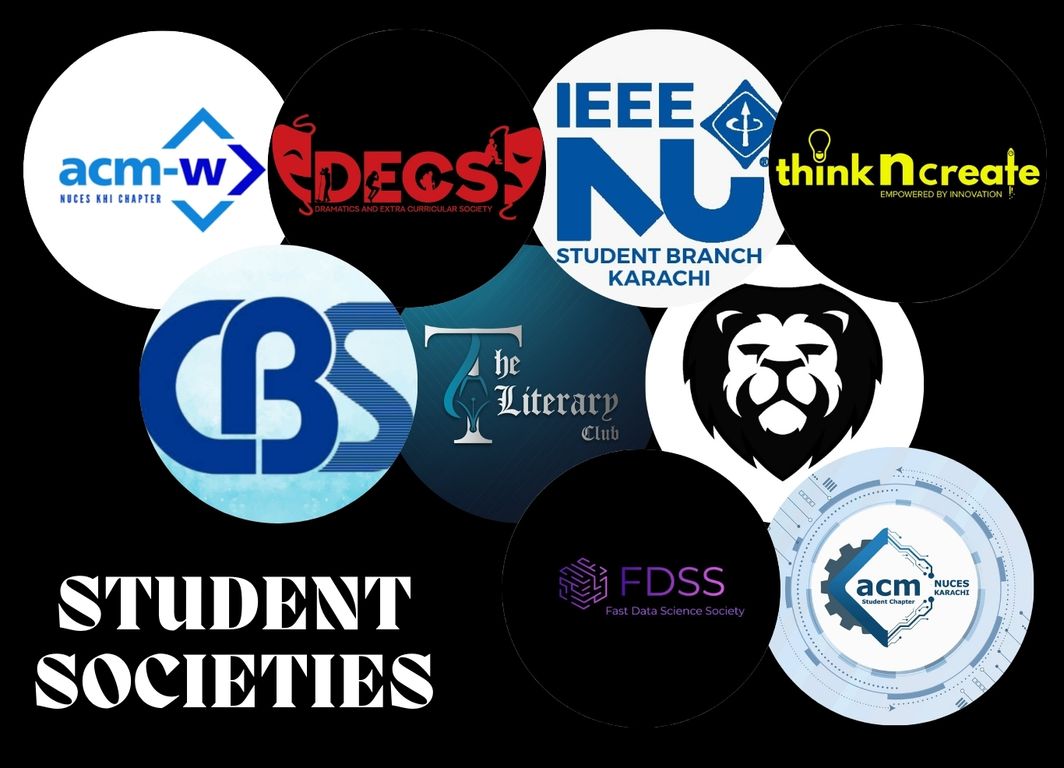 acm-w
NUCES KHI CHAPTER
DECS
DRAMATICS AND EXTRA CURRICULAR SOCIETY
IEEE
NU®
STUDENT BRANCH
KARACHI
think n create
EMPOWERED BY INNOVATION
CBS
The
Literary
Club
FDSS
Fast Data Science Society
acm
Student Chapter
NUCES
KARACHI
STUDENT
SOCIETIES